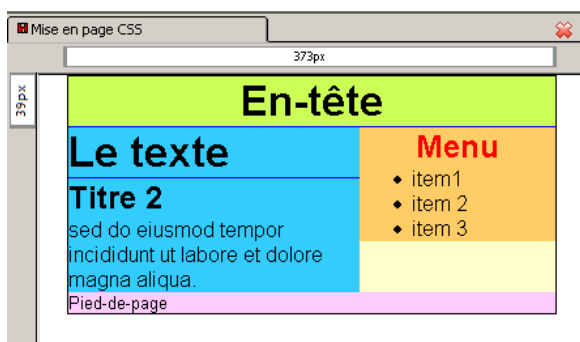 Mise en page CSS
373px
39px
En-tête
Le texte
Titre 2
sed do eiusmod tempor
incididunt ut labore et dolore
magna aliqua.
Menu
item1
item 2
item 3
Pied-de-page